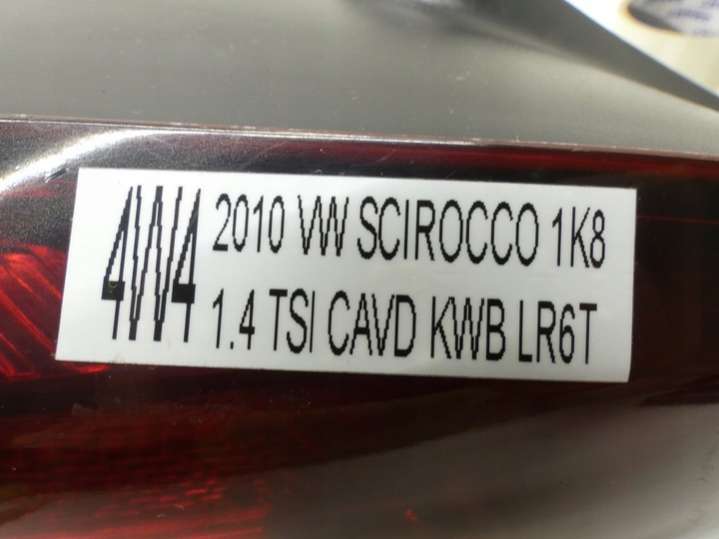 4W4
2010 VW SCIROCCO 1K8
1.4 TSI CAVD KWB LR6T